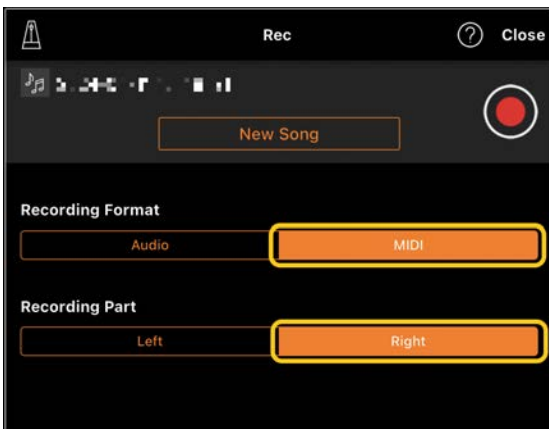 Rec
? Close
New Song
Recording Format
Audio MIDI
Recording Part
Left Right